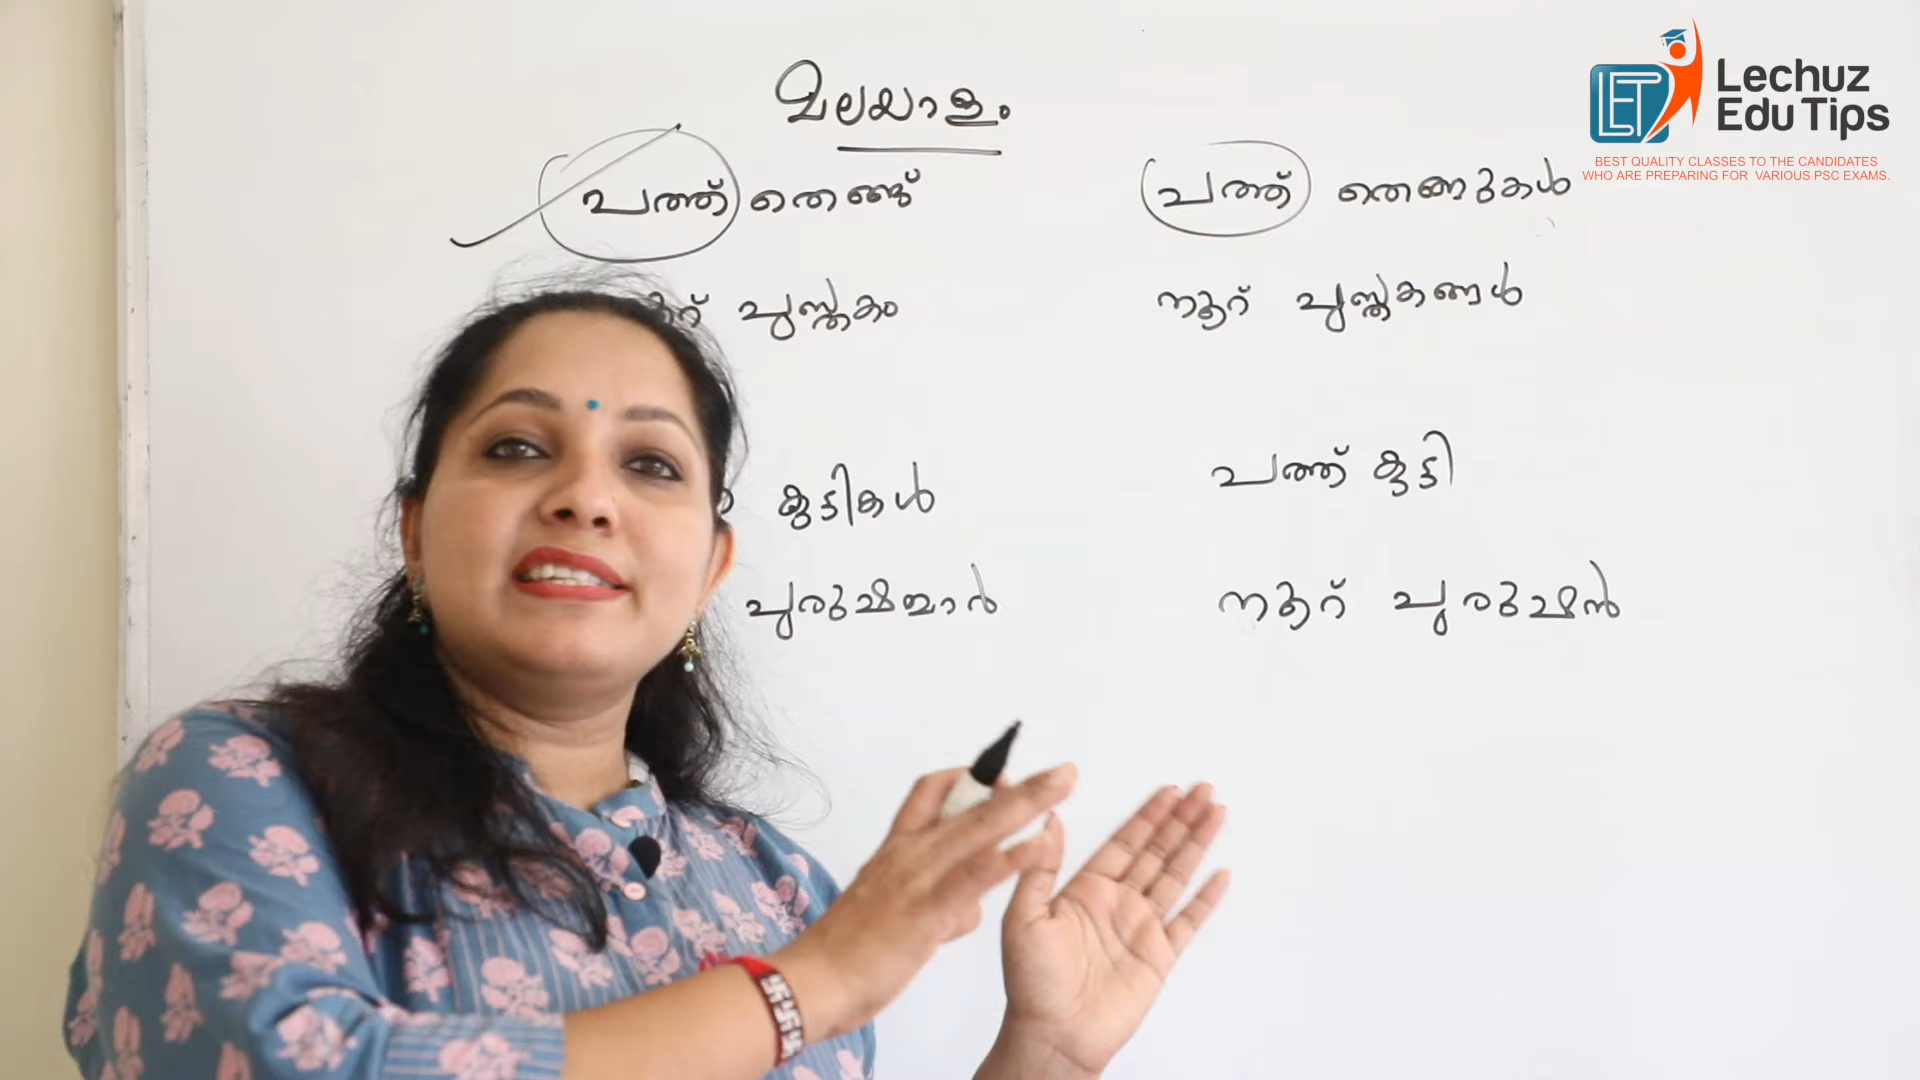 മലയാളം
Lechuz
Edu Tips
BEST QUALITY CLASSES TO THE CANDIDATES
WHO ARE PREPARING FOR VARIOUS PSC EXAMS.
പത്ത് തെങ്ങ് പത്ത് തെങ്ങുകൾ
പുസ്തകം നൂറ് പുസ്തകങ്ങൾ
കുട്ടികൾ പത്ത് കുട്ടി
പുരുഷന്മാർ നൂറ് പുരുഷൻ